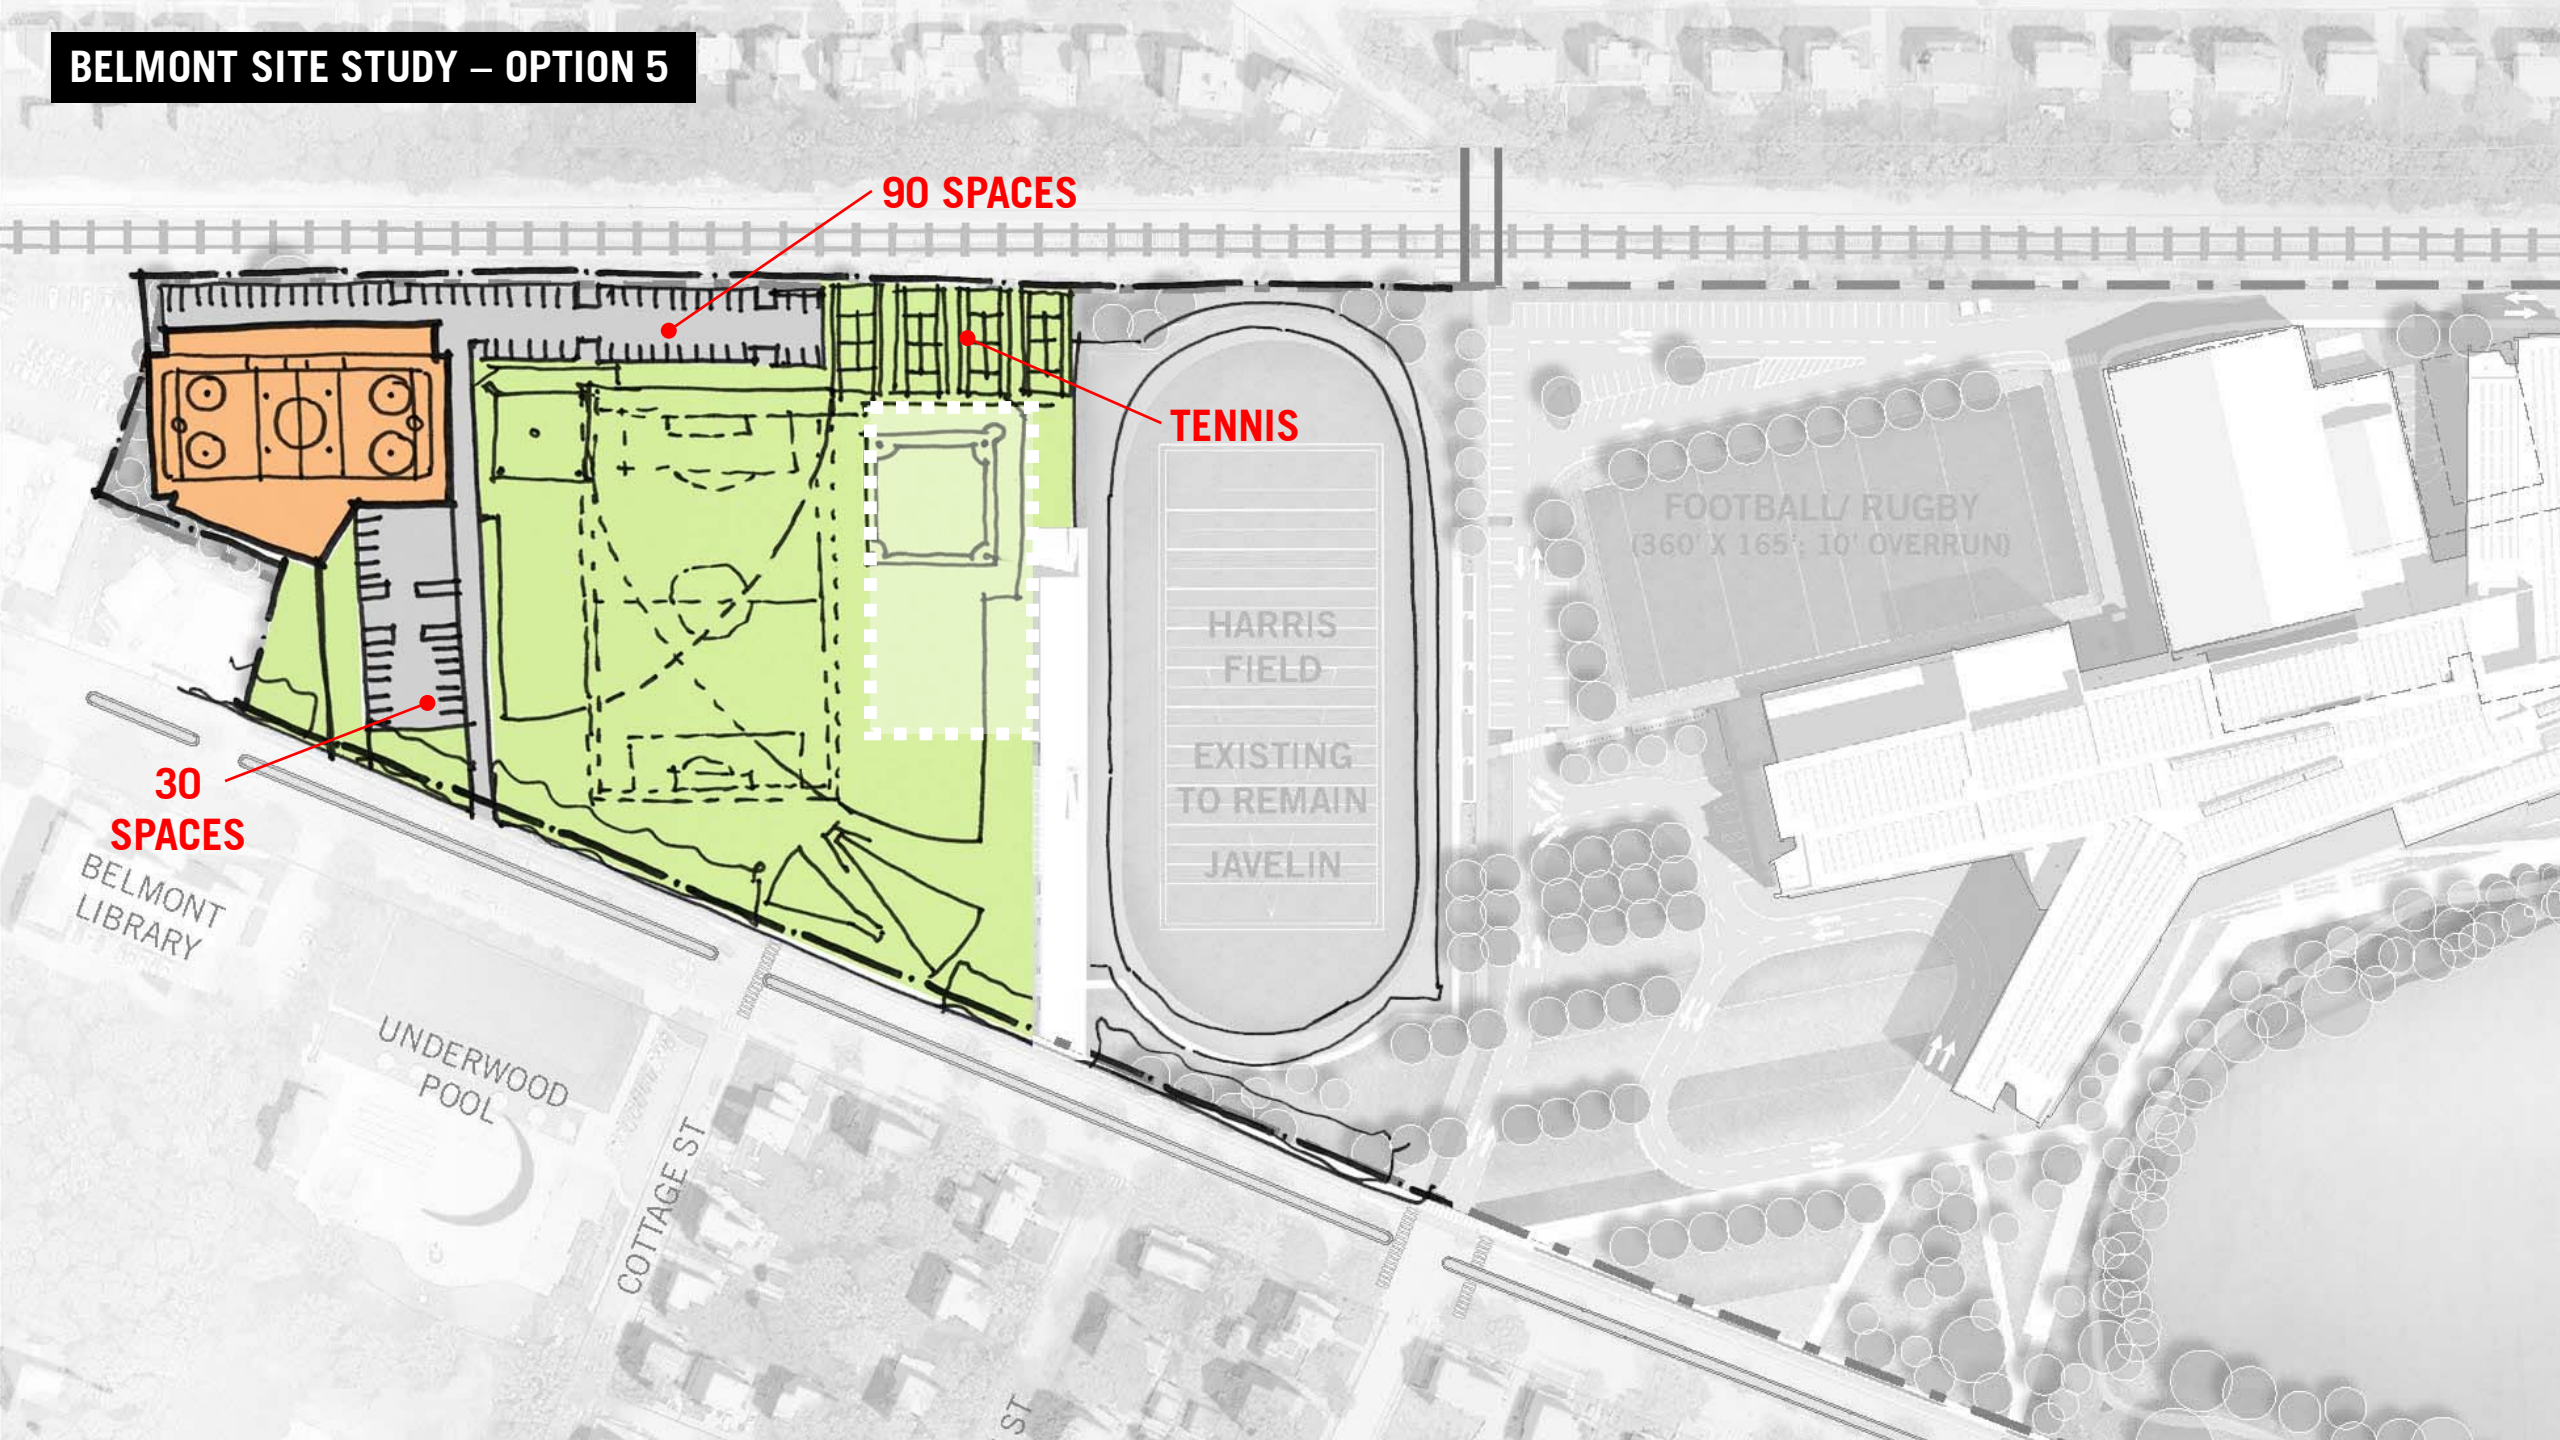 BELMONT SITE STUDY – OPTION 5
90 SPACES
TENNIS
FOOTBALL/ RUGBY
(360' X 165'; 10' OVERRUN)
HARRIS
FIELD
EXISTING
TO REMAIN
JAVELIN
30
SPACES
BELMONT
LIBRARY
UNDERWOOD
POOL
COTTAGE ST
ST